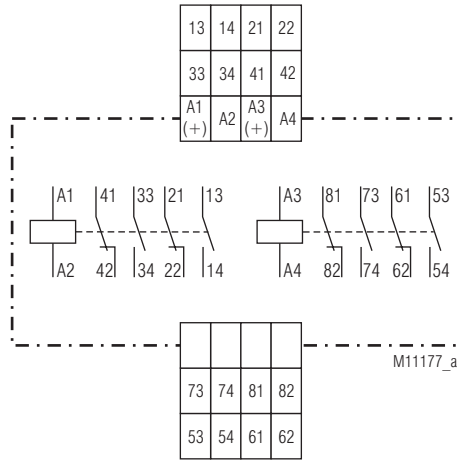 13 14 21 22
33 34 41 42
A1 (+) A2 A3 (+) A4
A1 41 33 21 13 A3 81 73 61 53
A2 42 34 22 14 A4 82 74 62 54
M11177_a
73 74 81 82
53 54 61 62